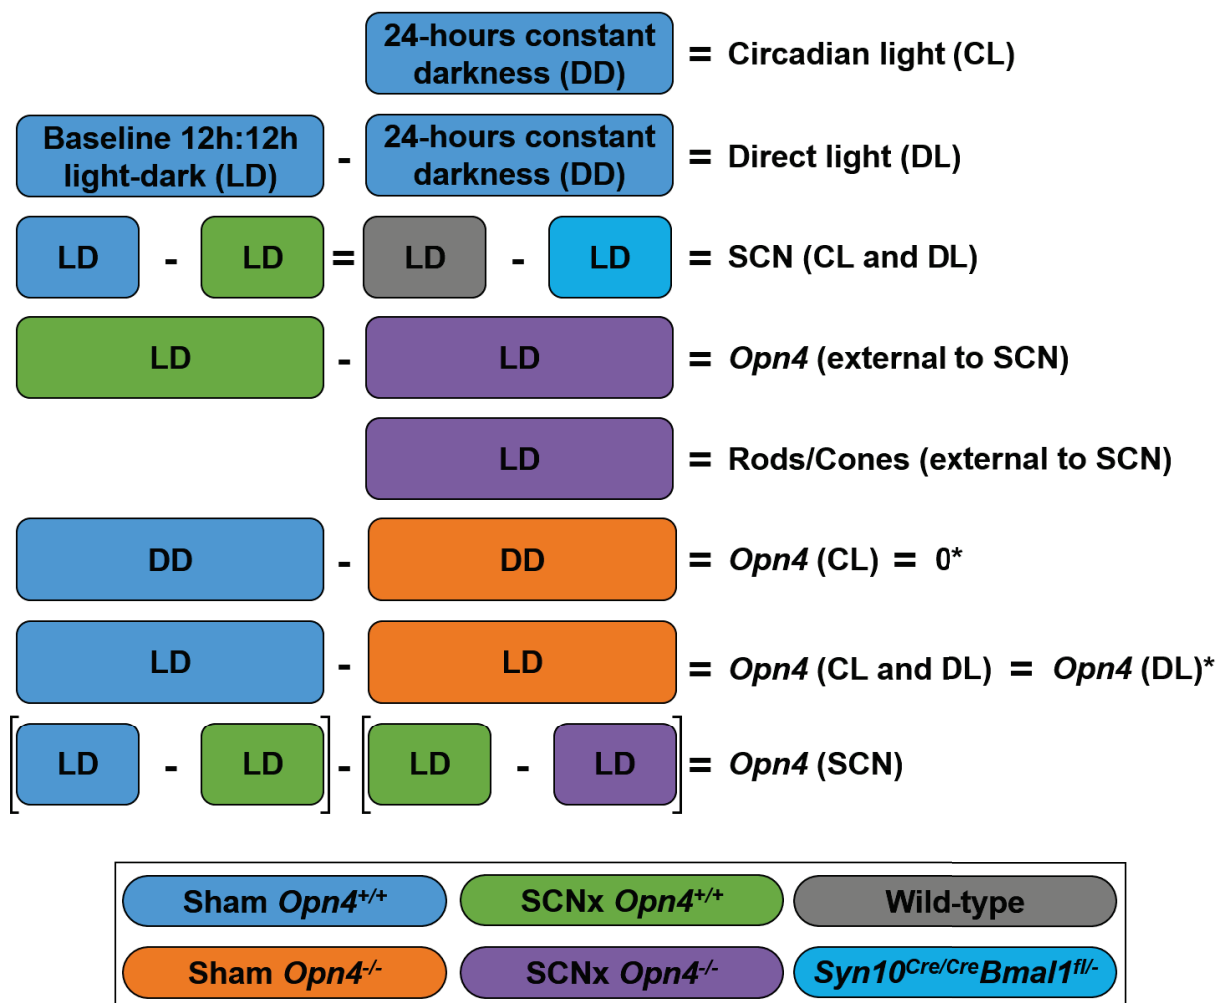 24-hours constant
darkness (DD)
= Circadian light (CL)
Baseline 12h:12h
light-dark (LD)
-
24-hours constant
darkness (DD)
= Direct light (DL)
LD - LD = LD - LD = SCN (CL and DL)
LD - LD = Opn4 (external to SCN)
LD = Rods/Cones (external to SCN)
DD - DD = Opn4 (CL) = 0*
LD - LD = Opn4 (CL and DL) = Opn4 (DL)*
[LD - LD] - [LD - LD] = Opn4 (SCN)
Sham Opn4+/+ SCNx Opn4+/+ Wild-type
Sham Opn4-/- SCNx Opn4-/- Syn10Cre/CreBmal1fl/-